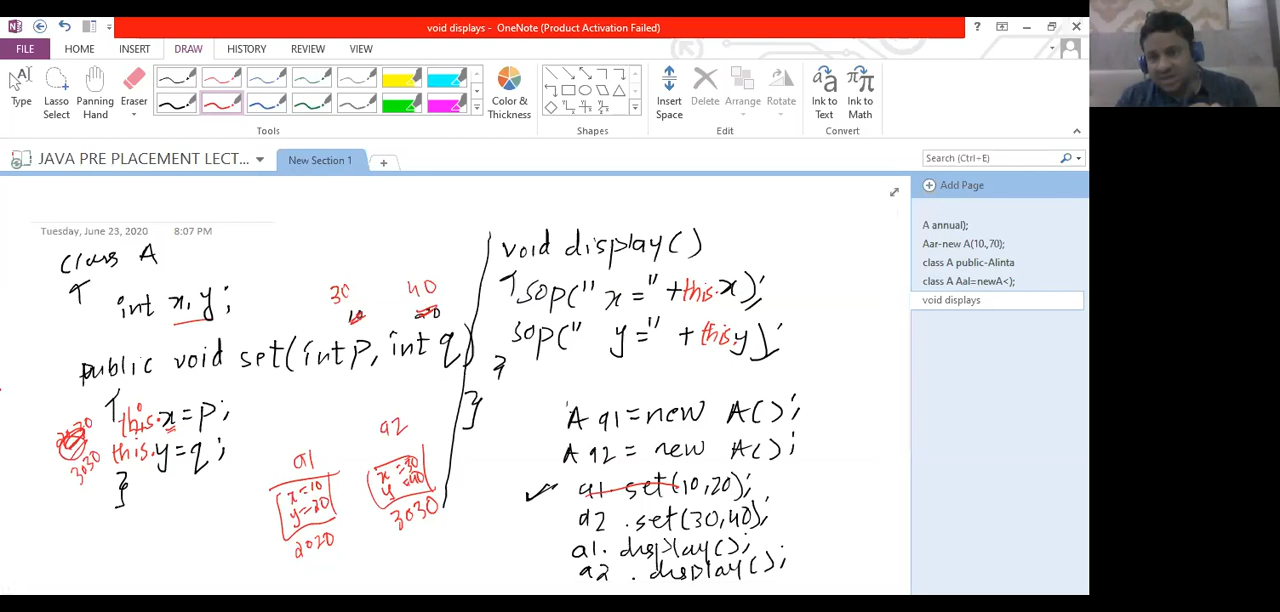 void displays - OneNote (Product Activation Failed)
FILE HOME INSERT DRAW HISTORY REVIEW VIEW
Type
Lasso Select
Panning Hand
Eraser
Color & Thickness
Insert Space
Delete
Arrange
Rotate
Ink to Text
Ink to Math
Tools
Shapes
Edit
Convert
JAVA PRE PLACEMENT LECT...
New Section 1
Search (Ctrl+E)
Add Page
A annual);
Aar-new A(10.,70);
class A public-Alinta
class A Aal=newA<);
void displays
Tuesday, June 23, 2020 8:07 PM
class A
{
int x,y;
30 40
10 20
public void set(int p, int q)
{
this.x=p;
this.y=q;
}
3030
a1
x=10
y=20
2020
a2
x=30
y=40
3030
void display()
{
sop(" x ="+this.x);
sop(" y =" + this.y);
}
}
A a1=new A();
A a2 = new A();
a1.set(10,20);
a2.set(30,40);
a1.display();
a2.display();